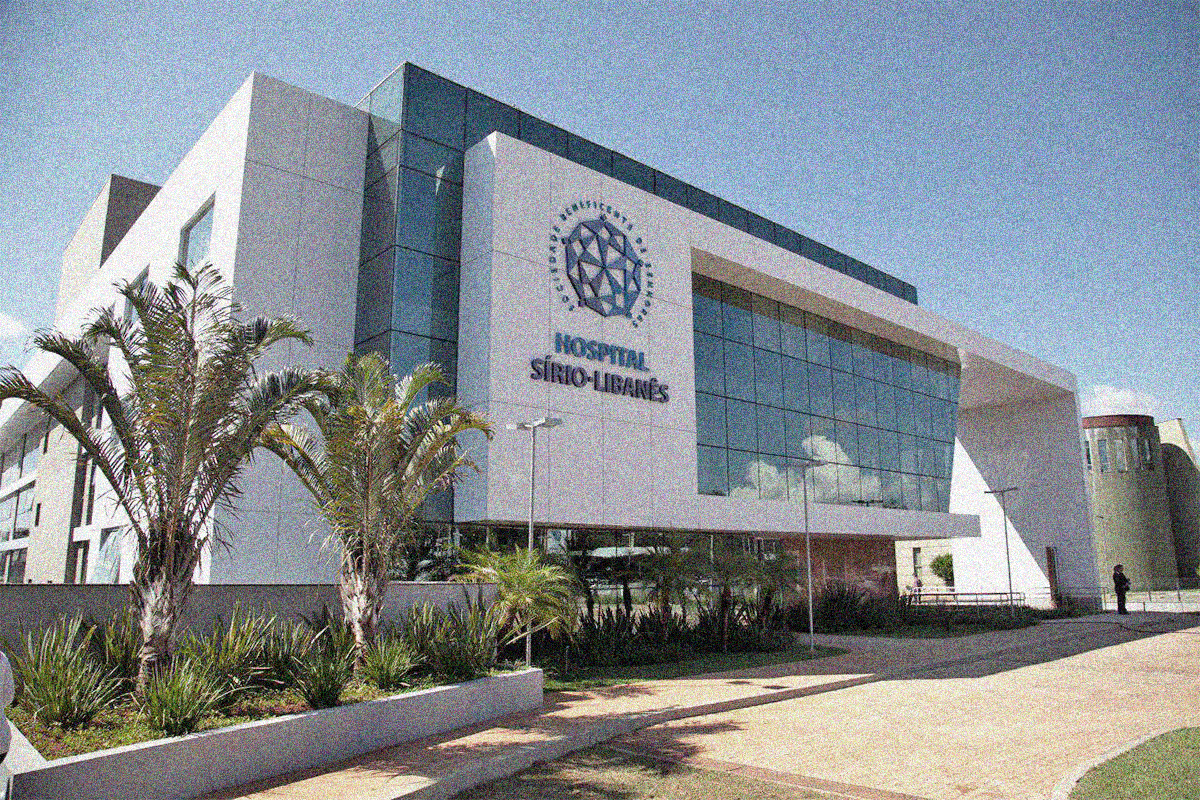 SOCIEDADE BENEFICENTE DE SENHORAS
HOSPITAL
SÍRIO-LIBANÊS